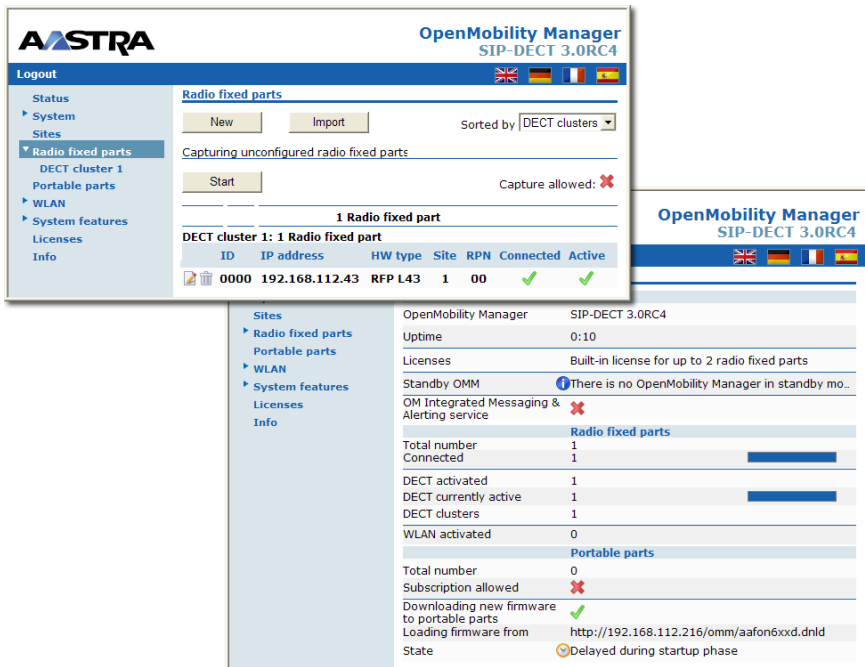 AASTRA
OpenMobility Manager
SIP-DECT 3.0RC4
Logout
Status
System
Sites
Radio fixed parts
DECT cluster 1
Portable parts
WLAN
System features
Licenses
Info
Radio fixed parts
New Import Sorted by DECT clusters
Capturing unconfigured radio fixed parts
Start Capture allowed:
1 Radio fixed part
DECT cluster 1: 1 Radio fixed part
ID IP address HW type Site RPN Connected Active
0000 192.168.112.43 RFP L43 1 00
OpenMobility Manager
SIP-DECT 3.0RC4
Sites
Radio fixed parts
Portable parts
WLAN
System features
Licenses
Info
OpenMobility Manager SIP-DECT 3.0RC4
Uptime 0:10
Licenses Built-in license for up to 2 radio fixed parts
Standby OMM There is no OpenMobility Manager in standby mo..
OM Integrated Messaging &
Alerting service
Radio fixed parts
Total number 1
Connected 1
DECT activated 1
DECT currently active 1
DECT clusters 1
WLAN activated 0
Portable parts
Total number 0
Subscription allowed
Downloading new firmware
to portable parts
Loading firmware from http://192.168.112.216/omm/aafon6xxd.dnld
State Delayed during startup phase